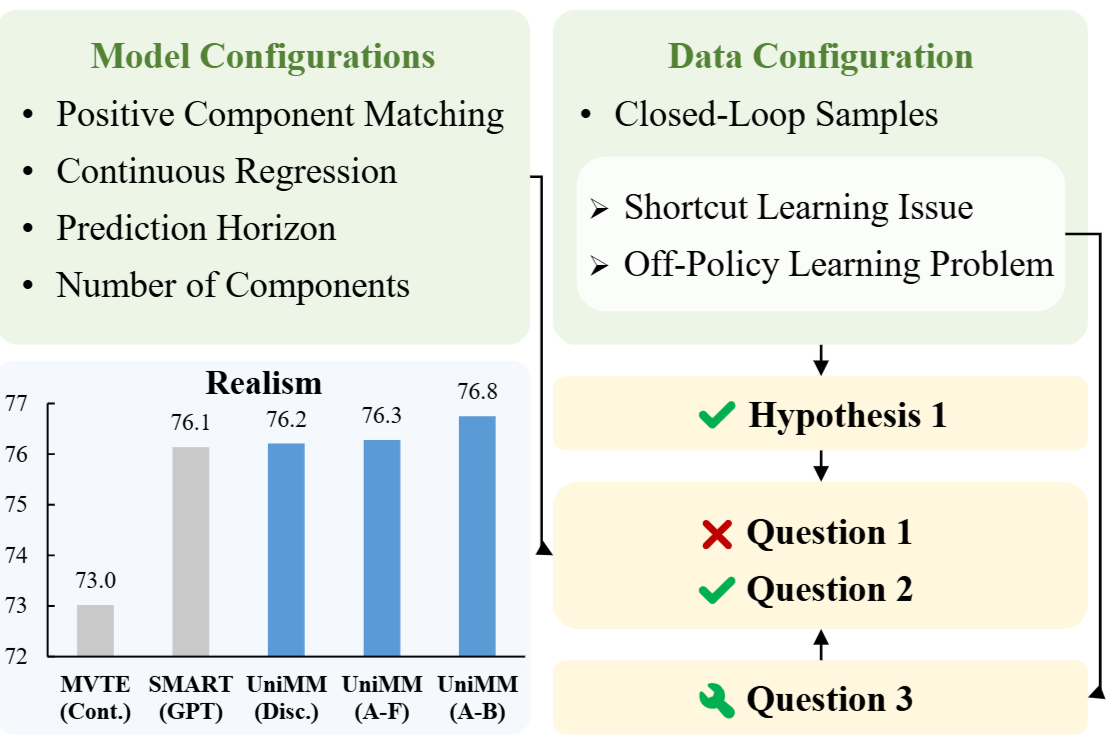 Model Configurations
• Positive Component Matching
• Continuous Regression
• Prediction Horizon
• Number of Components
Data Configuration
• Closed-Loop Samples
➢ Shortcut Learning Issue
➢ Off-Policy Learning Problem
Realism
77
76
75
74
73
72
73.0
76.1
76.2
76.3
76.8
MVTE
(Cont.)
SMART
(GPT)
UniMM
(Disc.)
UniMM
(A-F)
UniMM
(A-B)
Hypothesis 1
Question 1
Question 2
Question 3